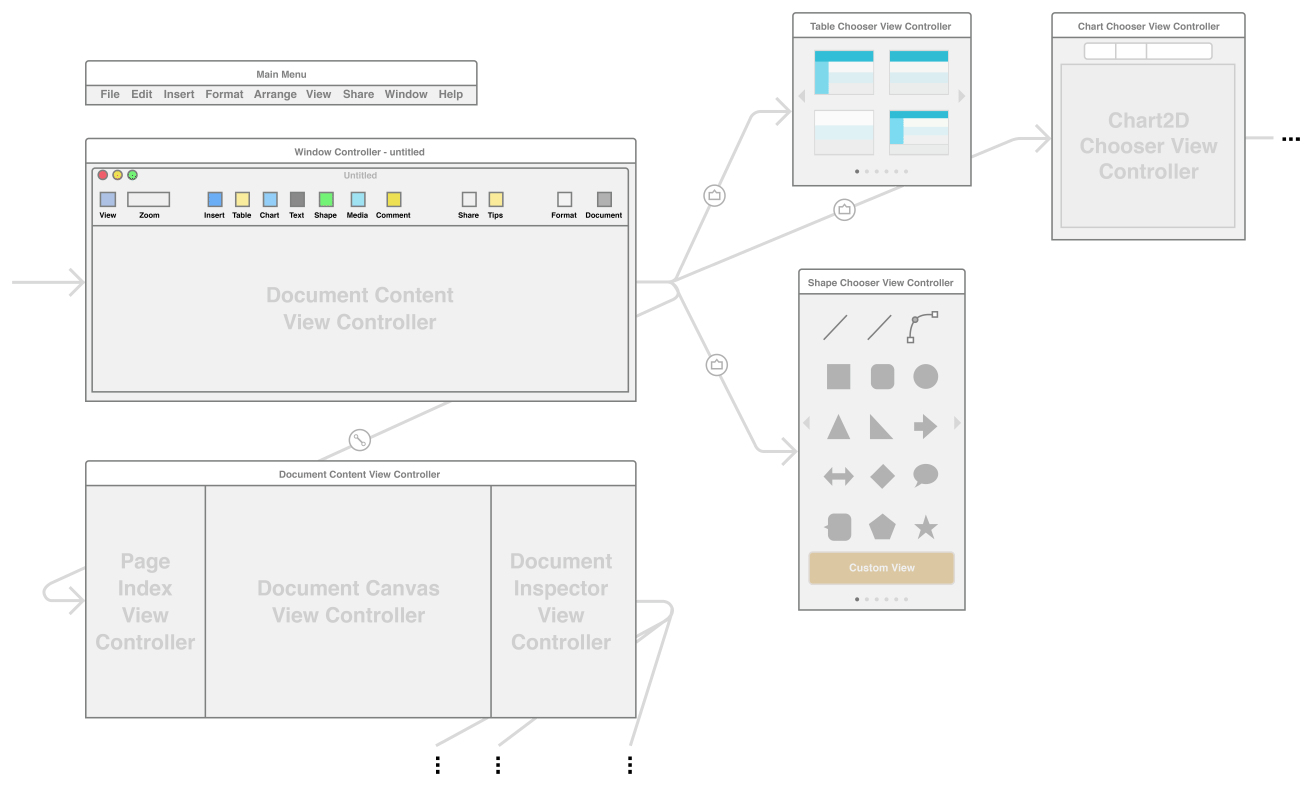 Main Menu
File Edit Insert Format Arrange View Share Window Help
Window Controller - untitled
Untitled
View Zoom Insert Table Chart Text Shape Media Comment Share Tips Format Document
Document Content
View Controller
Document Content View Controller
Page
Index
View
Controller
Document Canvas
View Controller
Document
Inspector
View
Controller
Table Chooser View Controller
Chart Chooser View Controller
Chart2D
Chooser View
Controller
Shape Chooser View Controller
Custom View